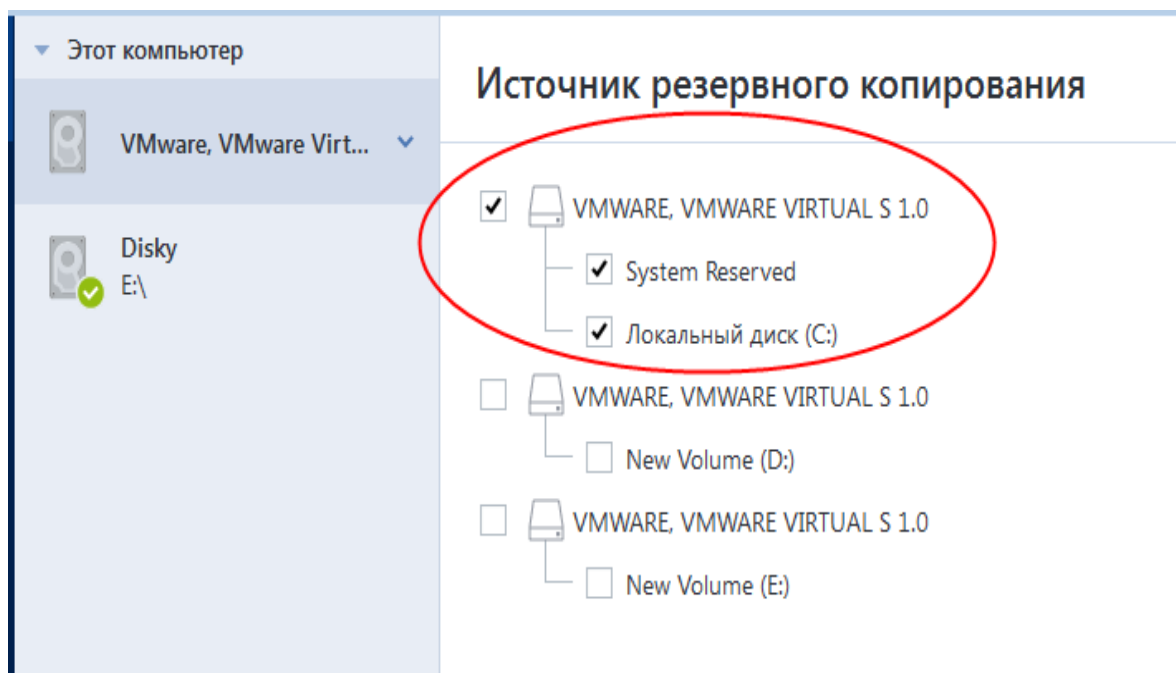 Этот компьютер
VMware, VMware Virt...
Disky
E:\
Источник резервного копирования
VMWARE, VMWARE VIRTUAL S 1.0
System Reserved
Локальный диск (C:)
VMWARE, VMWARE VIRTUAL S 1.0
New Volume (D:)
VMWARE, VMWARE VIRTUAL S 1.0
New Volume (E:)